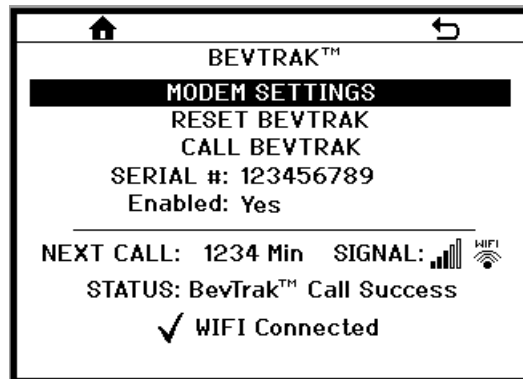 BEVTRAK™
MODEM SETTINGS
RESET BEVTRAK
CALL BEVTRAK
SERIAL #: 123456789
Enabled: Yes
NEXT CALL: 1234 Min SIGNAL: WIFI
STATUS: BevTrak™ Call Success
WIFI Connected